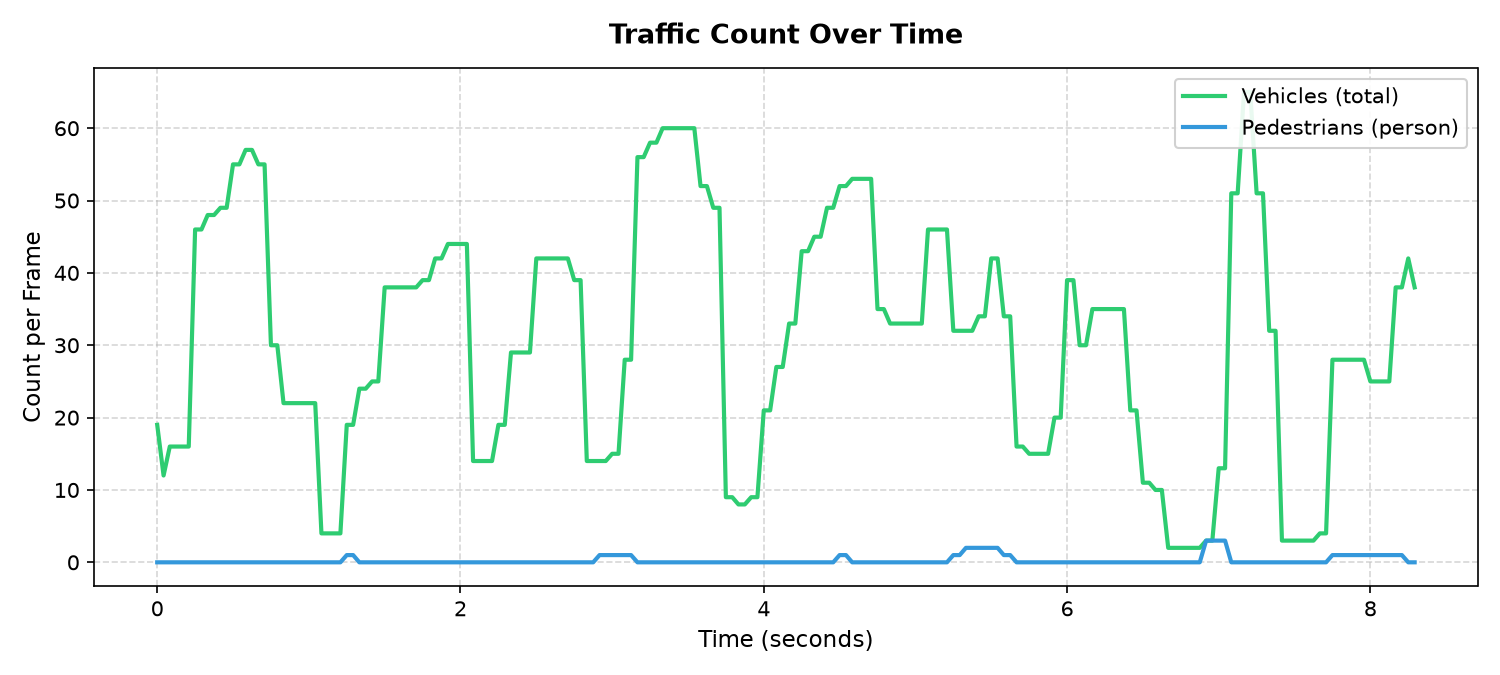 Traffic Count Over Time
Vehicles (total)
Pedestrians (person)
Count per Frame
60
50
40
30
20
10
0
0 2 4 6 8
Time (seconds)